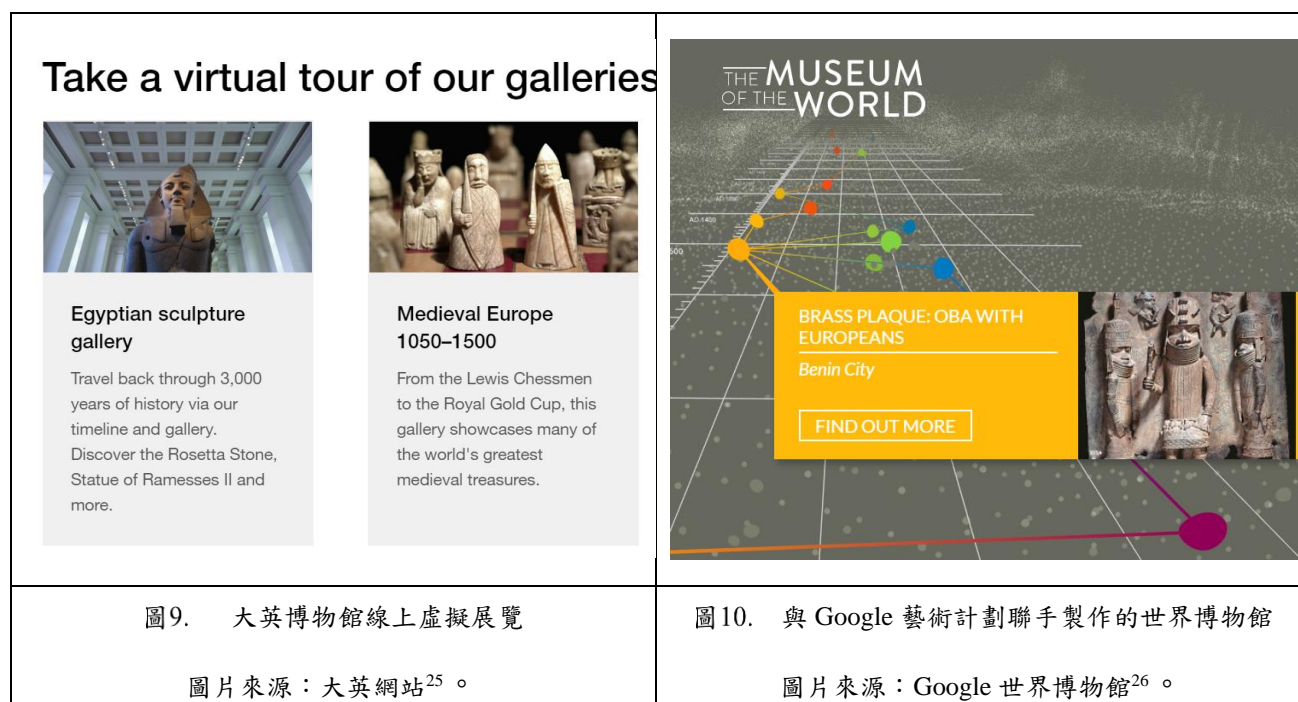 Take a virtual tour of our galleries
Egyptian sculpture
gallery
Travel back through 3,000
years of history via our
timeline and gallery.
Discover the Rosetta Stone,
Statue of Ramesses II and
more.
Medieval Europe
1050–1500
From the Lewis Chessmen
to the Royal Gold Cup, this
gallery showcases many of
the world's greatest
medieval treasures.
THE MUSEUM
OF THE WORLD
AD 1400
500
BRASS PLAQUE: OBA WITH
EUROPEANS
Benin City
FIND OUT MORE
圖9. 大英博物館線上虛擬展覽
圖片來源：大英網站25 。
圖10. 與 Google 藝術計劃聯手製作的世界博物館
圖片來源：Google 世界博物館26 。